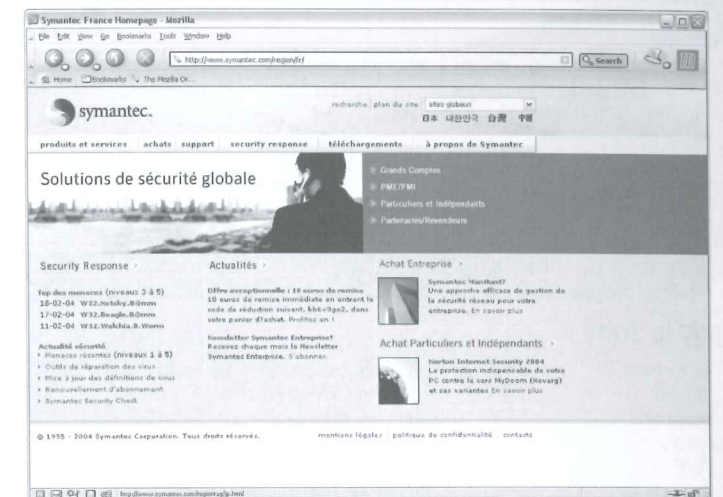 Symantec France Homepage - Mozilla
File Edit View Go Bookmarks Tools Window Help
http://www.symantec.com/region/fr/
Search
Home Bookmarks The Mozilla Or...
symantec.
recherche plan du site sites globaux
日本 대한민국 台灣 中國
produits et services achats support security response téléchargements à propos de Symantec
Solutions de sécurité globale
Grands Comptes
PME/PMI
Particuliers et Indépendants
Partenaires/Revendeurs
Security Response
Top des menaces (niveaux 3 à 5)
18-02-04 W32.Netsky.B@mm
17-02-04 W32.Beagle.B@mm
11-02-04 W32.Welchia.B.Worm
Actualité sécurité
Menaces récentes (niveaux 1 à 5)
Outils de réparation des virus
Mise à jour des définitions de virus
Renouvellement d'abonnement
Symantec Security Check
Actualités
Offre exceptionnelle : 15 euros de remise
10 euros de remise immédiate en entrant le
code de réduction suivant, kb6v9ge2, dans
votre panier d?achat. Profitez en !
Newsletter Symantec Entreprise!
Recevez chaque mois la Newsletter
Symantec Enterprise. S'abonner.
Achat Entreprise
Symantec ManHunt?
Une approche efficace de gestion de
la sécurité réseau pour votre
entreprise. En savoir plus
Achat Particuliers et Indépendants
Norton Internet Security 2004
La protection indispensable de votre
PC contre le vers MyDoom (Novarg)
et ses variantes En savoir plus
© 1995 - 2004 Symantec Corporation. Tous droits réservés.
mentions légales politique de confidentialité contacts